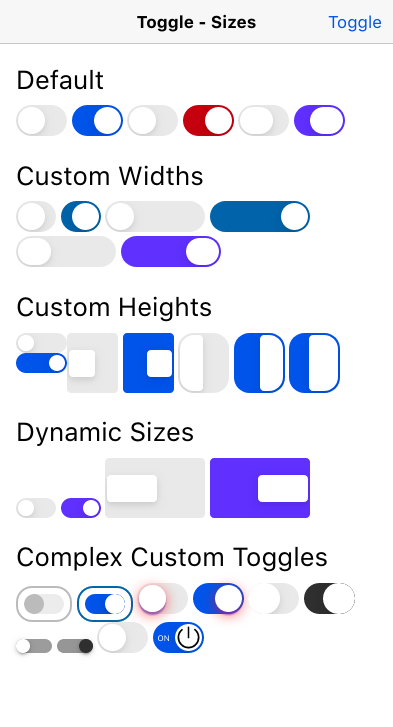 Toggle - Sizes
Toggle
Default
Custom Widths
Custom Heights
Dynamic Sizes
Complex Custom Toggles
ON